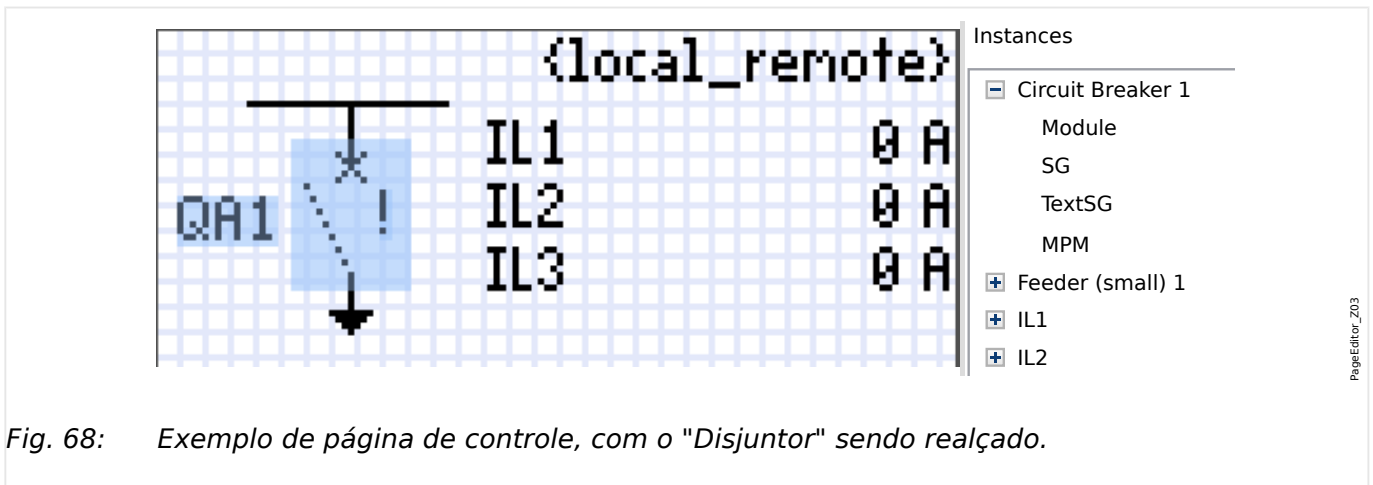 {local_remote}
Instances
Circuit Breaker 1
Module
SG
TextSG
MPM
Feeder (small) 1
IL1
IL2
QA1
!
IL1 0 A
IL2 0 A
IL3 0 A
PageEditor_Z03
Fig. 68: Exemplo de página de controle, com o "Disjuntor" sendo realçado.